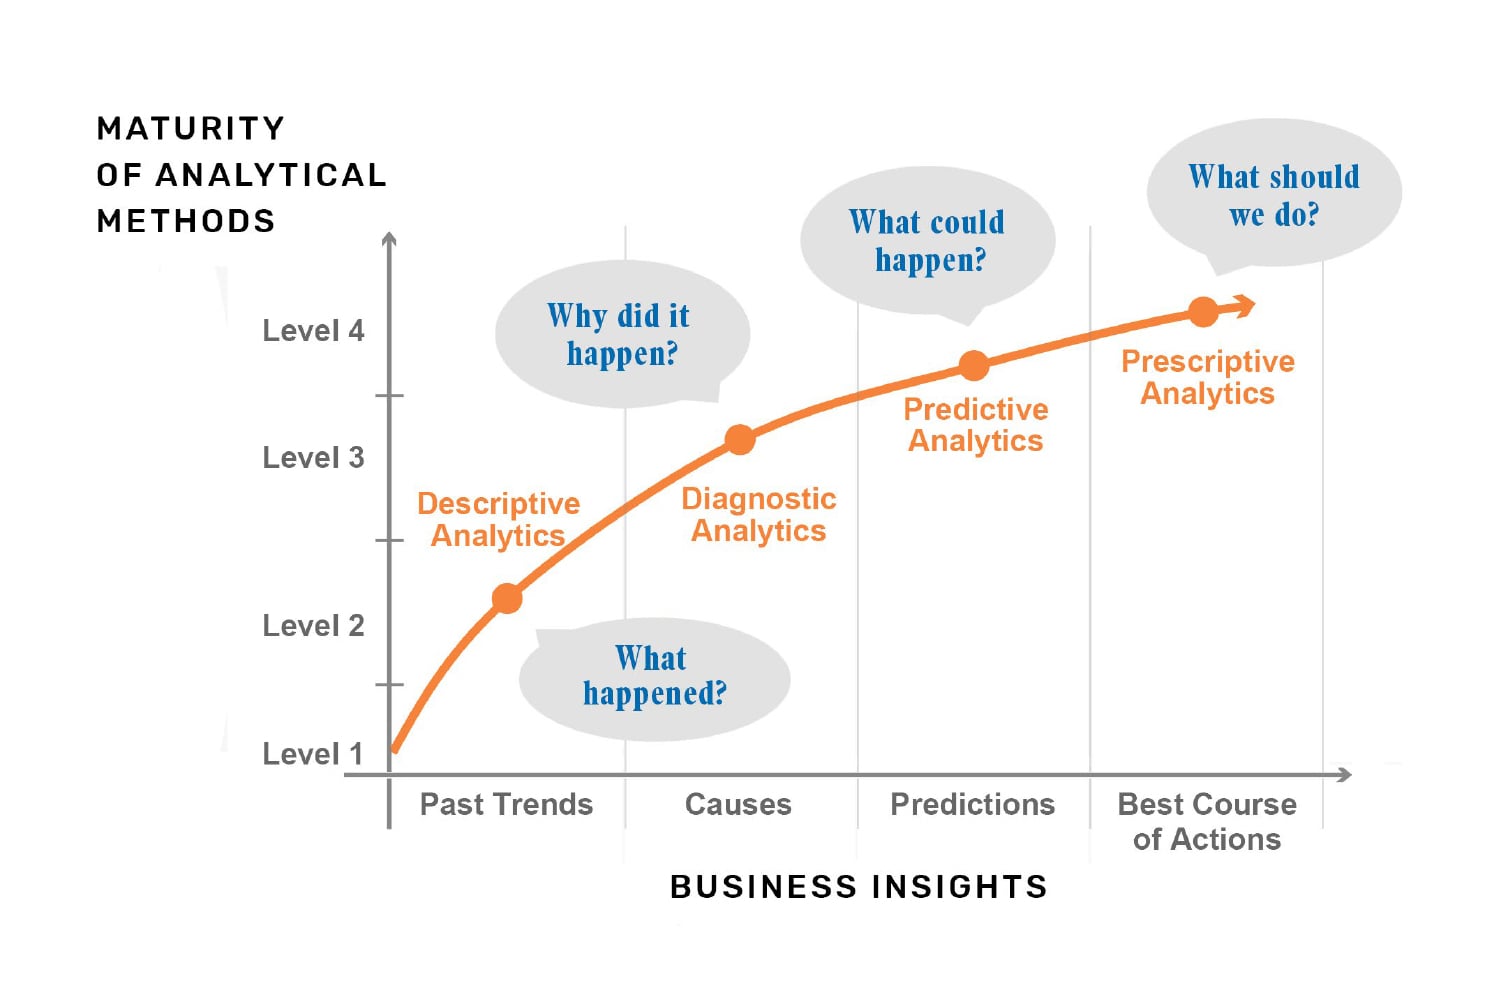 MATURITY
OF ANALYTICAL
METHODS
What should
we do?
What could
happen?
Why did it
happen?
Level 4
Prescriptive
Analytics
Predictive
Analytics
Level 3
Descriptive
Analytics
Diagnostic
Analytics
Level 2
What
happened?
Level 1
Past Trends
Causes
Predictions
Best Course
of Actions
BUSINESS INSIGHTS